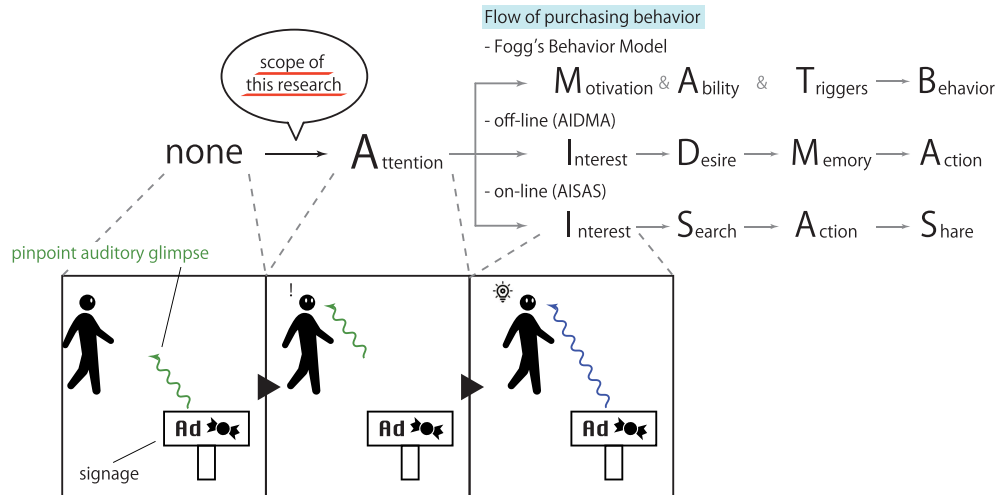 Flow of purchasing behavior
- Fogg's Behavior Model
scope of
this research
Motivation & Ability & Triggers Behavior
- off-line (AIDMA)
none Attention Interest Desire Memory Action
- on-line (AISAS)
Interest Search Action Share
pinpoint auditory glimpse
!
Ad Ad Ad
signage